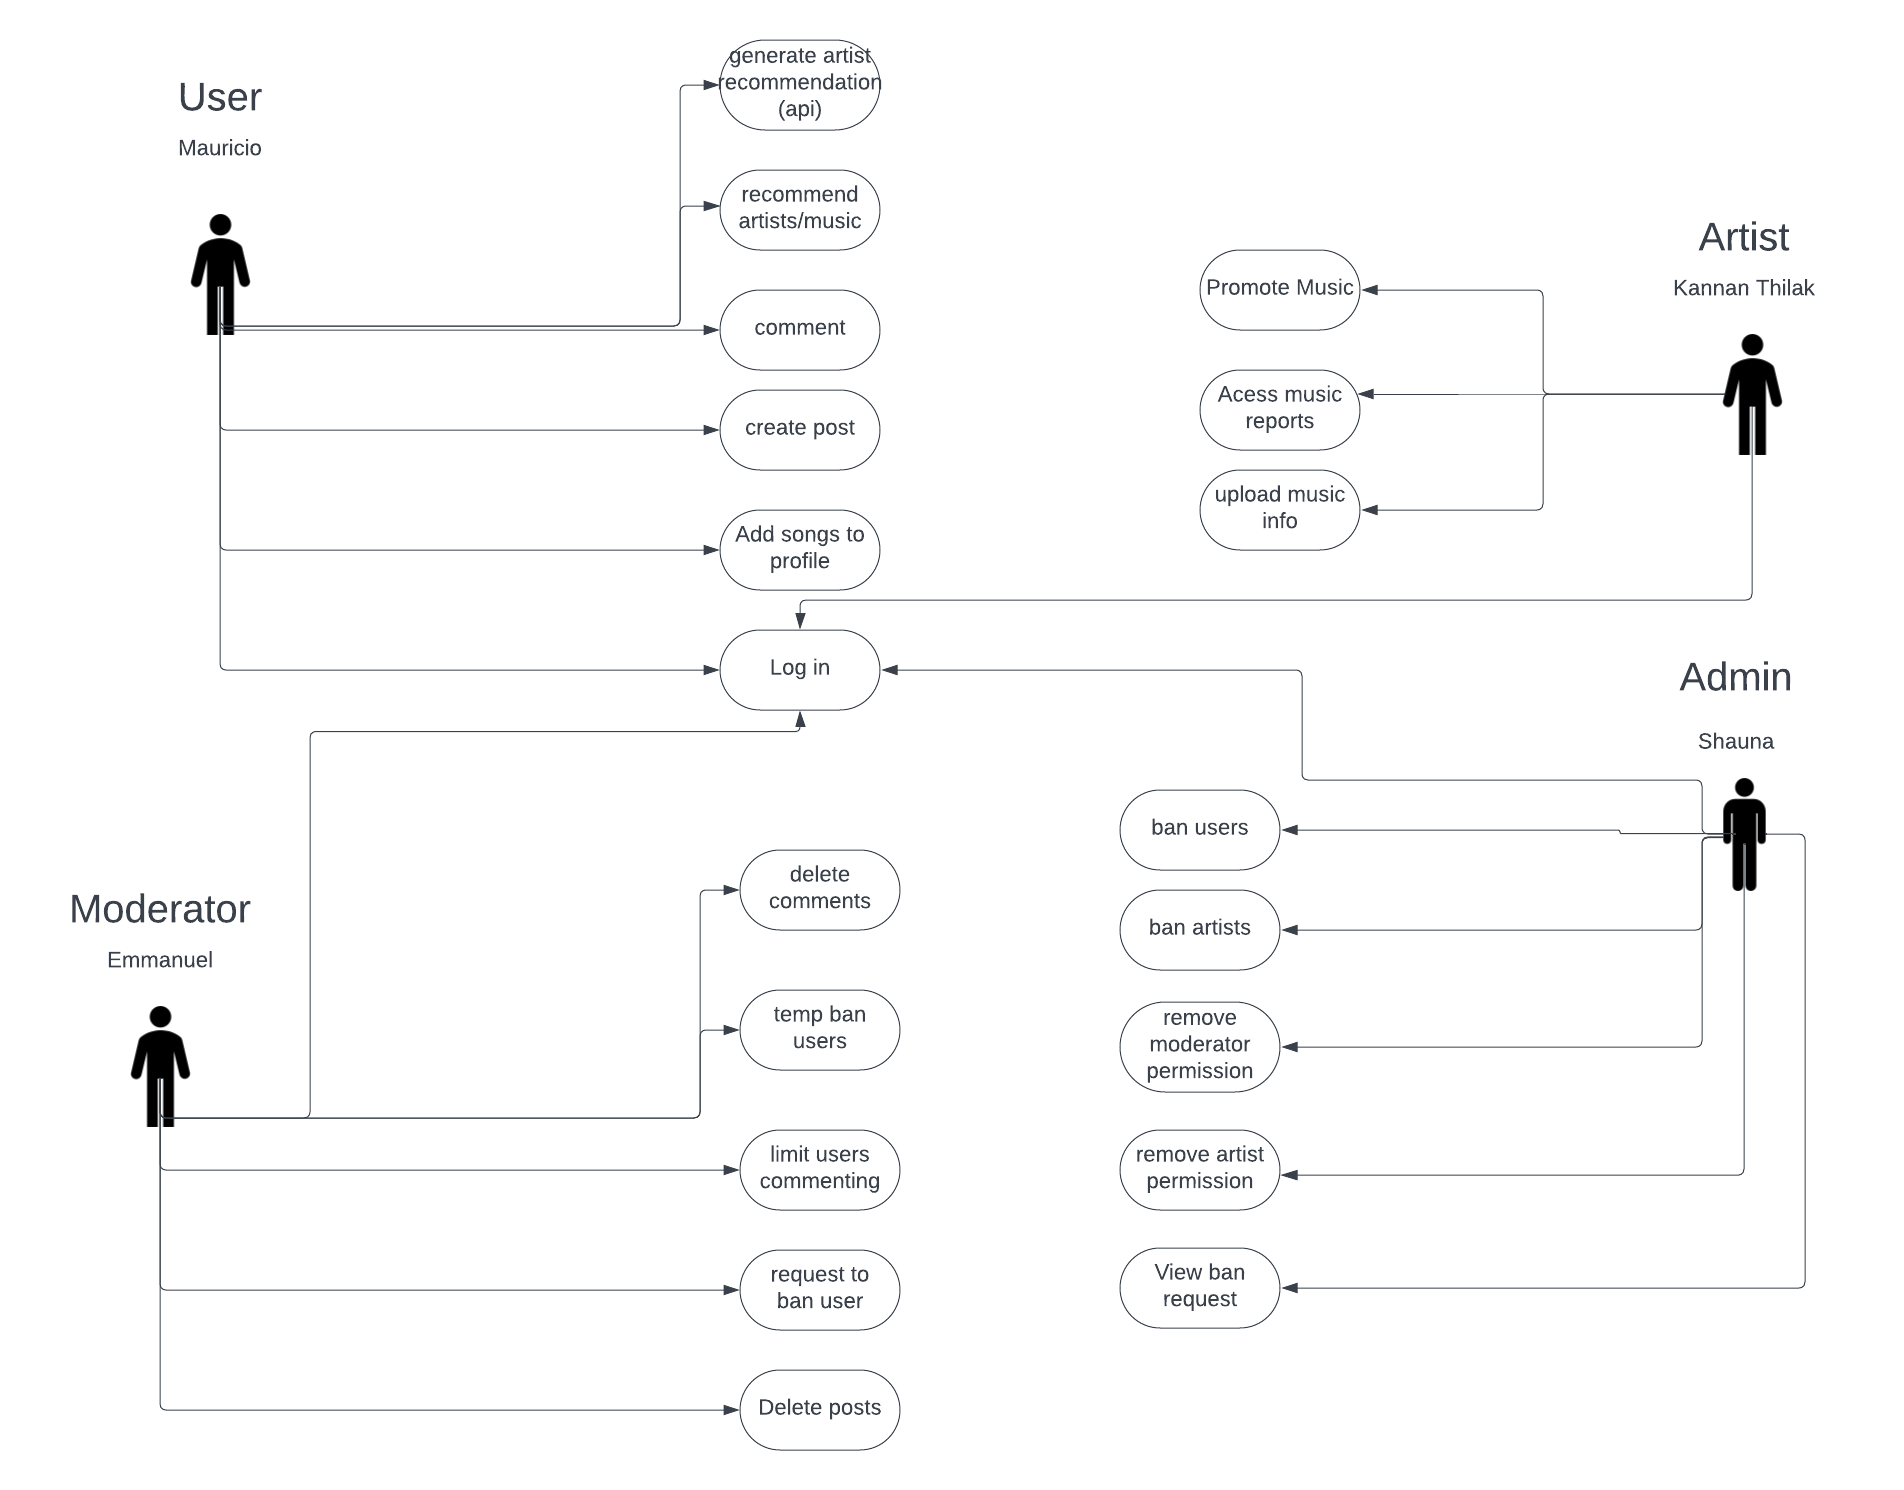 User
Mauricio
generate artist
recommendation
(api)
recommend
artists/music
comment
create post
Add songs to
profile
Log in
Artist
Kannan Thilak
Promote Music
Acess music
reports
upload music
info
Admin
Shauna
ban users
ban artists
remove
moderator
permission
remove artist
permission
View ban
request
Moderator
Emmanuel
delete
comments
temp ban
users
limit users
commenting
request to
ban user
Delete posts